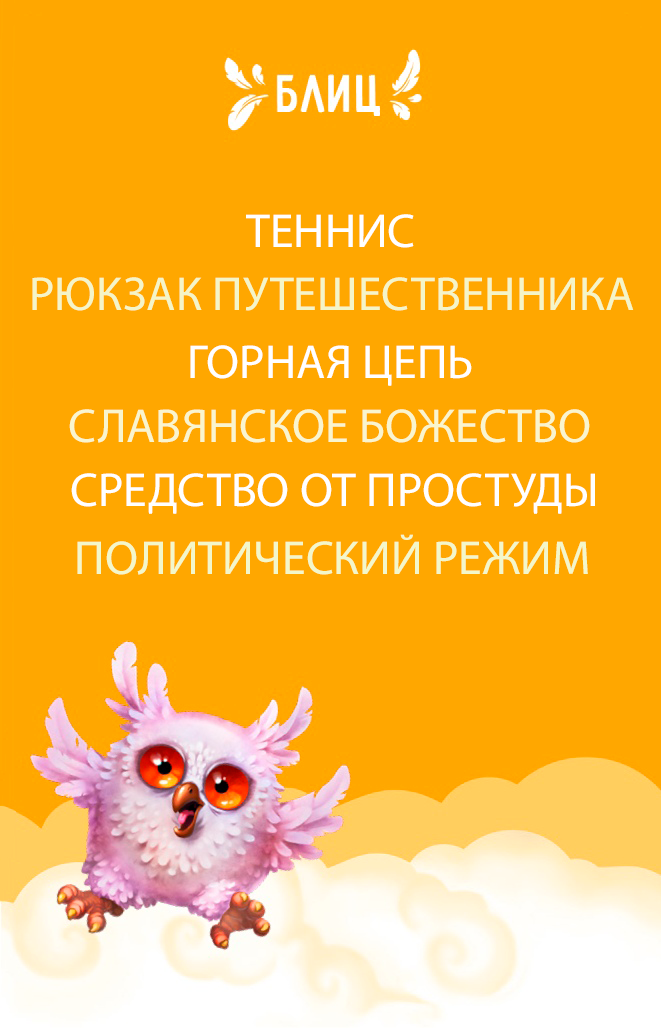 БЛИЦ
ТЕННИС
РЮКЗАК ПУТЕШЕСТВЕННИКА
ГОРНАЯ ЦЕПЬ
СЛАВЯНСКОЕ БОЖЕСТВО
СРЕДСТВО ОТ ПРОСТУДЫ
ПОЛИТИЧЕСКИЙ РЕЖИМ